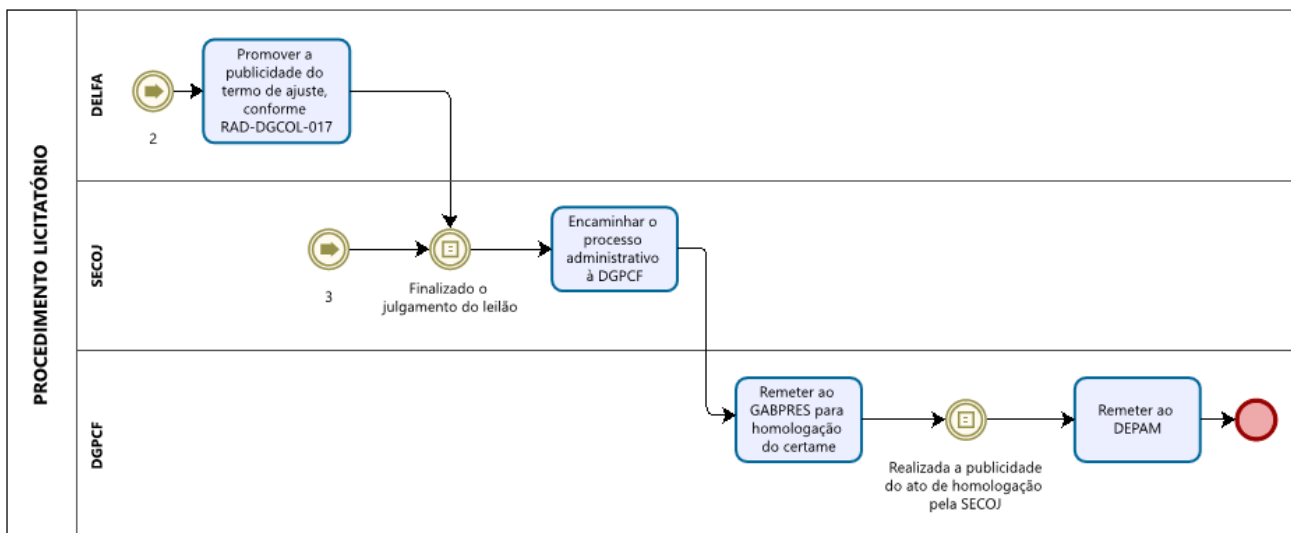 PROCEDIMENTO LICITATÓRIO
DELFA
2
Promover a
publicidade do
termo de ajuste,
conforme
RAD-DGCOL-017
SECOJ
3
Finalizado o
julgamento do leilão
Encaminhar o
processo
administrativo
à DGPCF
DGPCF
Remeter ao
GABPRES para
homologação
do certame
Realizada a publicidade
do ato de homologação
pela SECOJ
Remeter ao
DEPAM